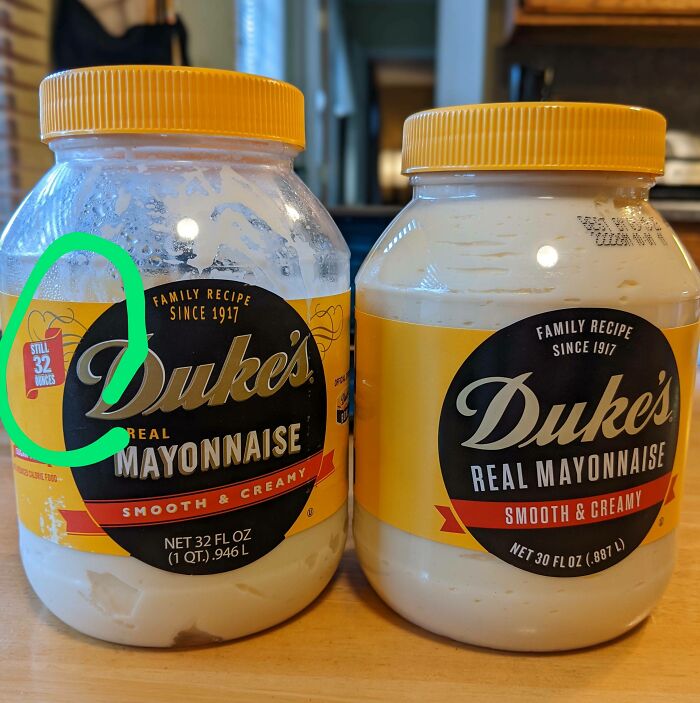 STILL
32
OUNCES
FAMILY RECIPE
SINCE 1917
Duke's
REAL
MAYONNAISE
SMOOTH & CREAMY
NET 32 FL OZ
(1 QT.) .946 L
FAMILY RECIPE
SINCE 1917
Duke's
REAL MAYONNAISE
SMOOTH & CREAMY
NET 30 FL OZ (.887 L)